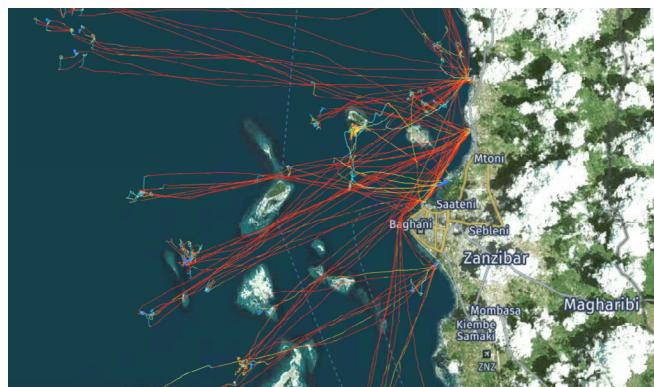 Mtoni
Saateni
Baghani
Sebleni
Zanzibar
Magharibi
Mombasa
Kiembe
Samaki
ZNZ